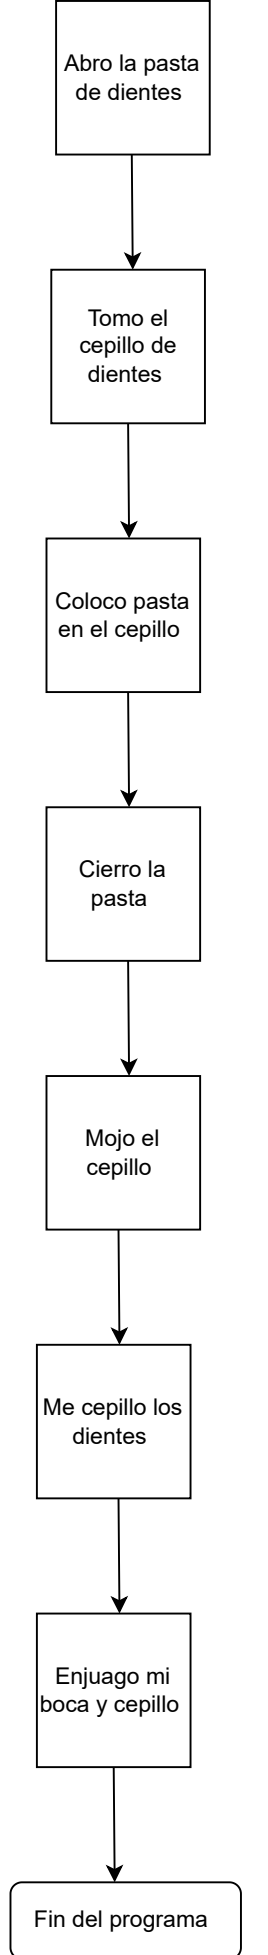 Abro la pasta
de dientes
Tomo el
cepillo de
dientes
Coloco pasta
en el cepillo
Cierro la
pasta
Mojo el
cepillo
Me cepillo los
dientes
Enjuago mi
boca y cepillo
Fin del programa